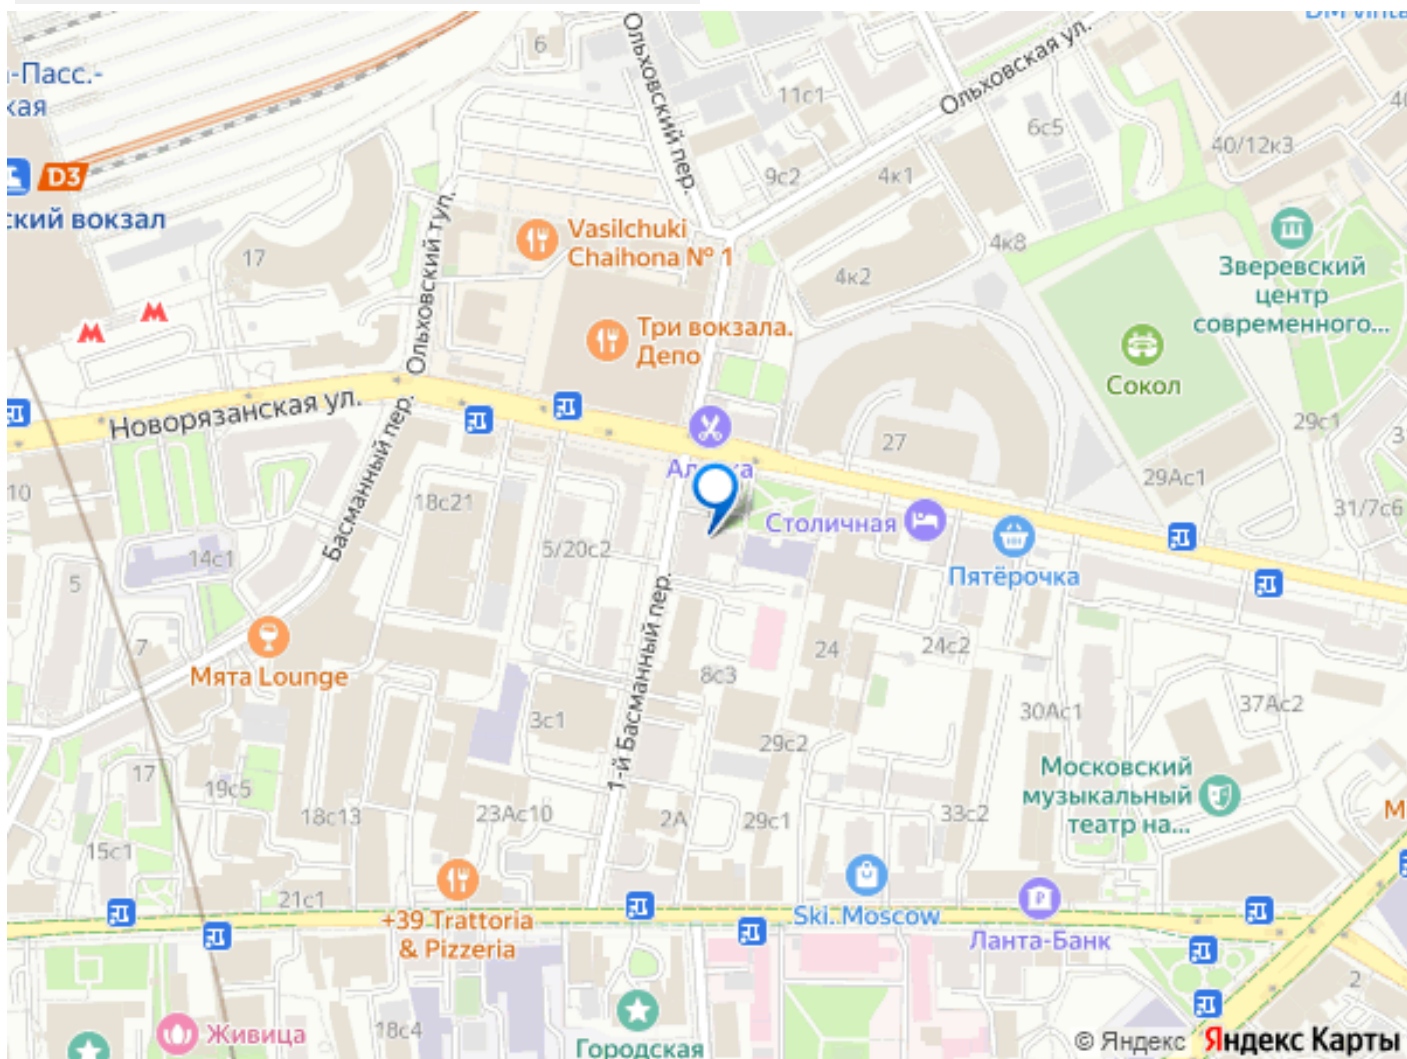 6
Ольховский пер.
Ольховская ул.
-Пасс.-
кая
11с1
6с5
40/12к3
D3
ский вокзал
9с2
4к1
Ольховский туп.
Vasilchuki
Chaihona № 1
17
4к8
4к2
Зверевский
центр
современного...
Три вокзала.
Депо
Сокол
Новорязанская ул.
Басманный пер.
27
29с1
29Ас1
31/7с6
10
18с21
Столичная
Пятёрочка
5/20с2
14с1
5
7
1-й Басманный пер.
Мята Lounge
24
24с2
8с3
3с1
30Ас1
37Ас2
29с2
Московский
музыкальный
театр на...
17
19с5
18с13
23Ас10
2А
29с1
33с2
15с1
21с1
+39 Trattoria
& Pizzeria
Ski.Moscow
Ланта-Банк
2
Живица
18с4
Городская
© Яндекс Яндекс Карты